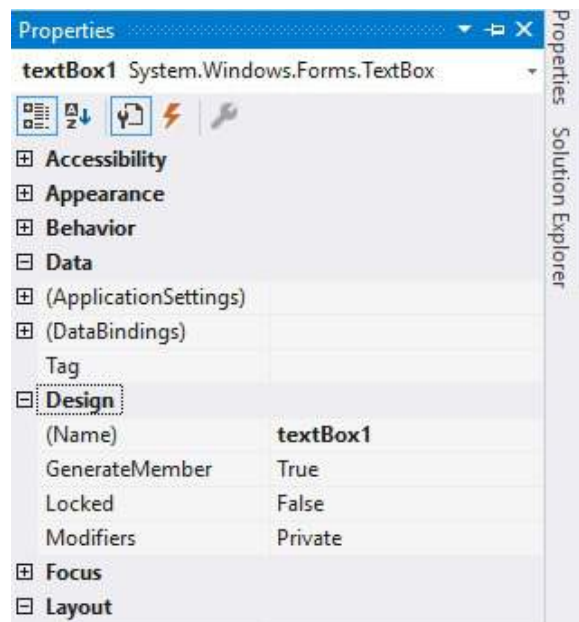 Properties
textBox1 System.Windows.Forms.TextBox
Accessibility
Appearance
Behavior
Data
(ApplicationSettings)
(DataBindings)
Tag
Design
(Name) textBox1
GenerateMember True
Locked False
Modifiers Private
Focus
Layout
Properties
Solution Explorer